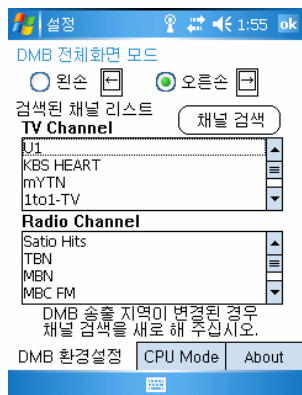 설정 1:55 ok
DMB 전체화면 모드
왼손 ← 오른손 →
검색된 채널 리스트
채널 검색
TV Channel
U1
KBS HEART
mYTN
1to1-TV
Radio Channel
Satio Hits
TBN
MBN
MBC FM
DMB 송출 지역이 변경된 경우
채널 검색을 새로 해 주십시오.
DMB 환경설정 CPU Mode About